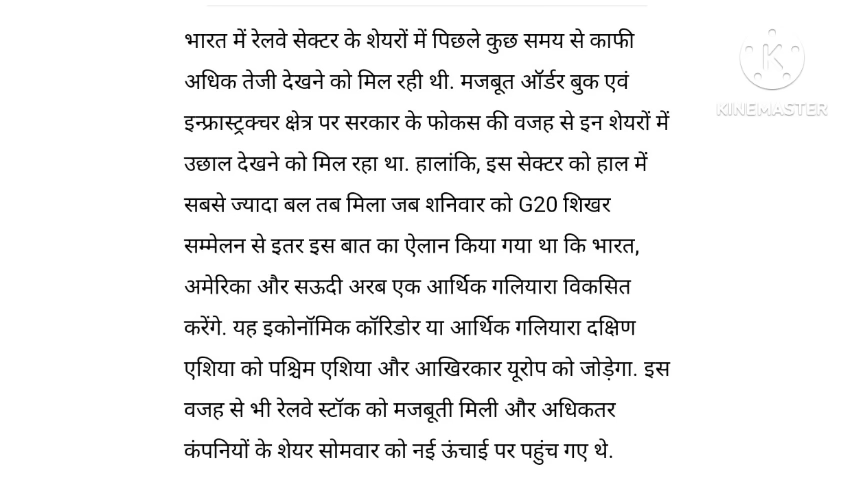 भारत में रेलवे सेक्टर के शेयरों में पिछले कुछ समय से काफी
अधिक तेजी देखने को मिल रही थी. मजबूत ऑर्डर बुक एवं
इन्फ्रास्ट्रक्चर क्षेत्र पर सरकार के फोकस की वजह से इन शेयरों में
उछाल देखने को मिल रहा था. हालांकि, इस सेक्टर को हाल में
सबसे ज्यादा बल तब मिला जब शनिवार को G20 शिखर
सम्मेलन से इतर इस बात का ऐलान किया गया था कि भारत,
अमेरिका और सऊदी अरब एक आर्थिक गलियारा विकसित
करेंगे. यह इकोनॉमिक कॉरिडोर या आर्थिक गलियारा दक्षिण
एशिया को पश्चिम एशिया और आखिरकार यूरोप को जोड़ेगा. इस
वजह से भी रेलवे स्टॉक को मजबूती मिली और अधिकतर
कंपनियों के शेयर सोमवार को नई ऊंचाई पर पहुंच गए थे.
K
KINEMASTER